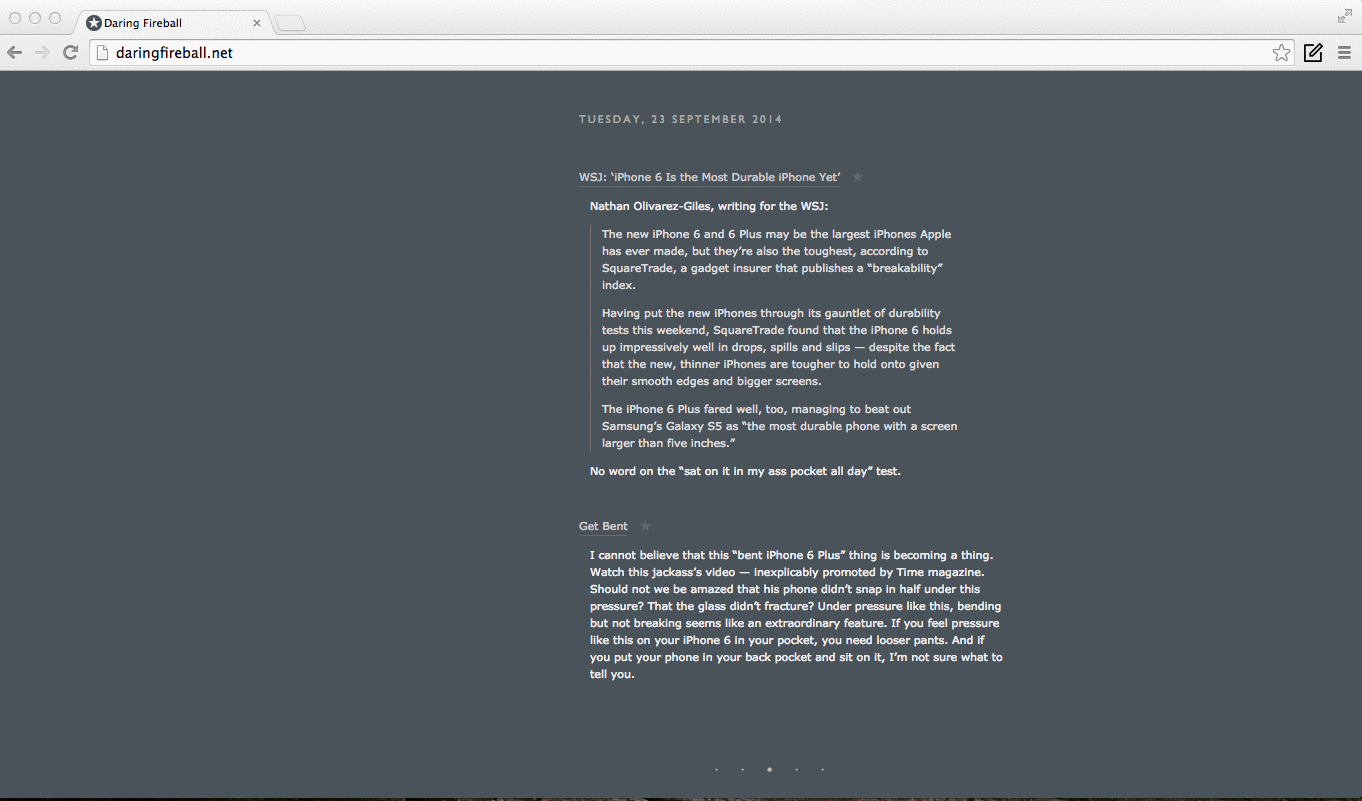 Daring Fireball
daringfireball.net
TUESDAY, 23 SEPTEMBER 2014
WSJ: ‘iPhone 6 Is the Most Durable iPhone Yet’ ★
Nathan Olivarez-Giles, writing for the WSJ:
The new iPhone 6 and 6 Plus may be the largest iPhones Apple
has ever made, but they’re also the toughest, according to
SquareTrade, a gadget insurer that publishes a “breakability”
index.
Having put the new iPhones through its gauntlet of durability
tests this weekend, SquareTrade found that the iPhone 6 holds
up impressively well in drops, spills and slips — despite the fact
that the new, thinner iPhones are tougher to hold onto given
their smooth edges and bigger screens.
The iPhone 6 Plus fared well, too, managing to beat out
Samsung’s Galaxy S5 as “the most durable phone with a screen
larger than five inches.”
No word on the “sat on it in my ass pocket all day” test.
Get Bent ★
I cannot believe that this “bent iPhone 6 Plus” thing is becoming a thing.
Watch this jackass’s video — inexplicably promoted by Time magazine.
Should not we be amazed that his phone didn’t snap in half under this
pressure? That the glass didn’t fracture? Under pressure like this, bending
but not breaking seems like an extraordinary feature. If you feel pressure
like this on your iPhone 6 in your pocket, you need looser pants. And if
you put your phone in your back pocket and sit on it, I’m not sure what to
tell you.